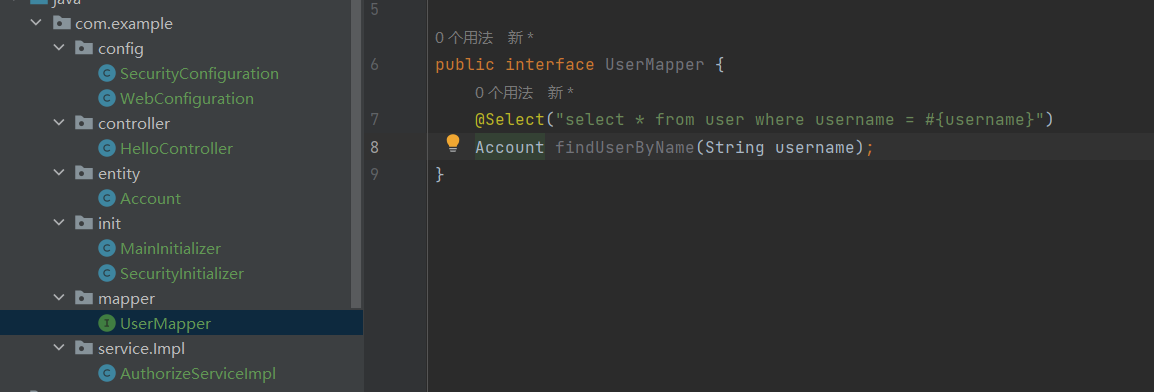 java
com.example
config
SecurityConfiguration
WebConfiguration
controller
HelloController
entity
Account
init
MainInitializer
SecurityInitializer
mapper
UserMapper
service.Impl
AuthorizeServiceImpl
5
0 个用法 新 *
6 public interface UserMapper {
0 个用法 新 *
7 @Select("select * from user where username = #{username}")
8 Account findUserByName(String username);
9 }